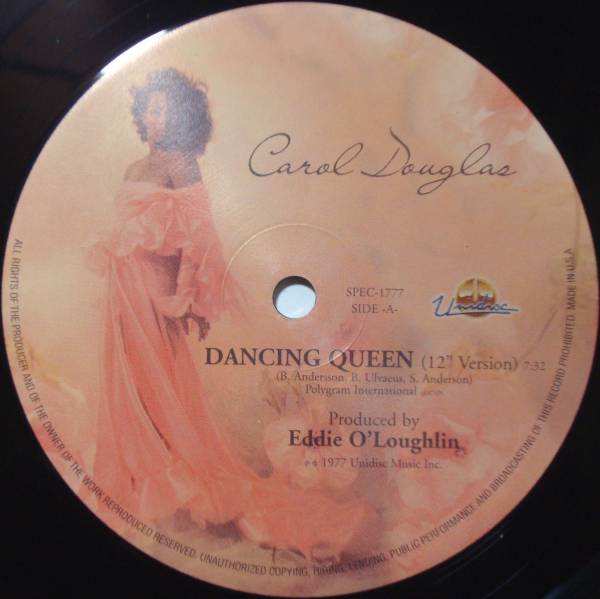 Carol Douglas
SPEC-1777
SIDE -A-
Unidisc
DANCING QUEEN (12" Version) 7:32
(B. Andersson, B. Ulvaeus, S. Anderson)
Polygram International
Produced by
Eddie O'Loughlin
℗ © 1977 Unidisc Music Inc.
ALL RIGHTS OF THE PRODUCER AND OF THE OWNER OF THE WORK REPRODUCED RESERVED. UNAUTHORIZED COPYING, HIRING, LENDING, PUBLIC PERFORMANCE AND BROADCASTING OF THIS RECORD PROHIBITED. MADE IN U.S.A